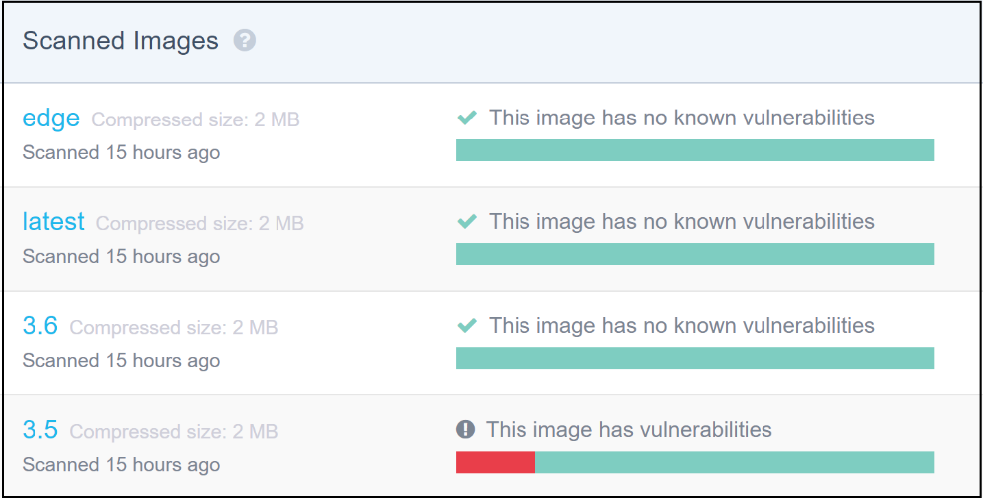 Scanned Images ?
edge Compressed size: 2 MB
Scanned 15 hours ago
This image has no known vulnerabilities
latest Compressed size: 2 MB
Scanned 15 hours ago
This image has no known vulnerabilities
3.6 Compressed size: 2 MB
Scanned 15 hours ago
This image has no known vulnerabilities
3.5 Compressed size: 2 MB
Scanned 15 hours ago
! This image has vulnerabilities